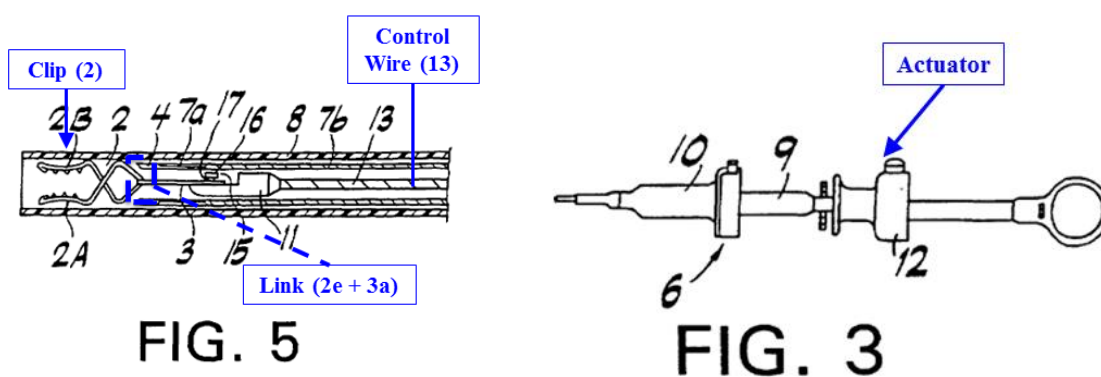 Clip (2)
Control
Wire (13)
2B 2 4 7a 17 16 8 7b 13
2A 3 15 11
Link (2e + 3a)
FIG. 5
Actuator
10 9
6 12
FIG. 3